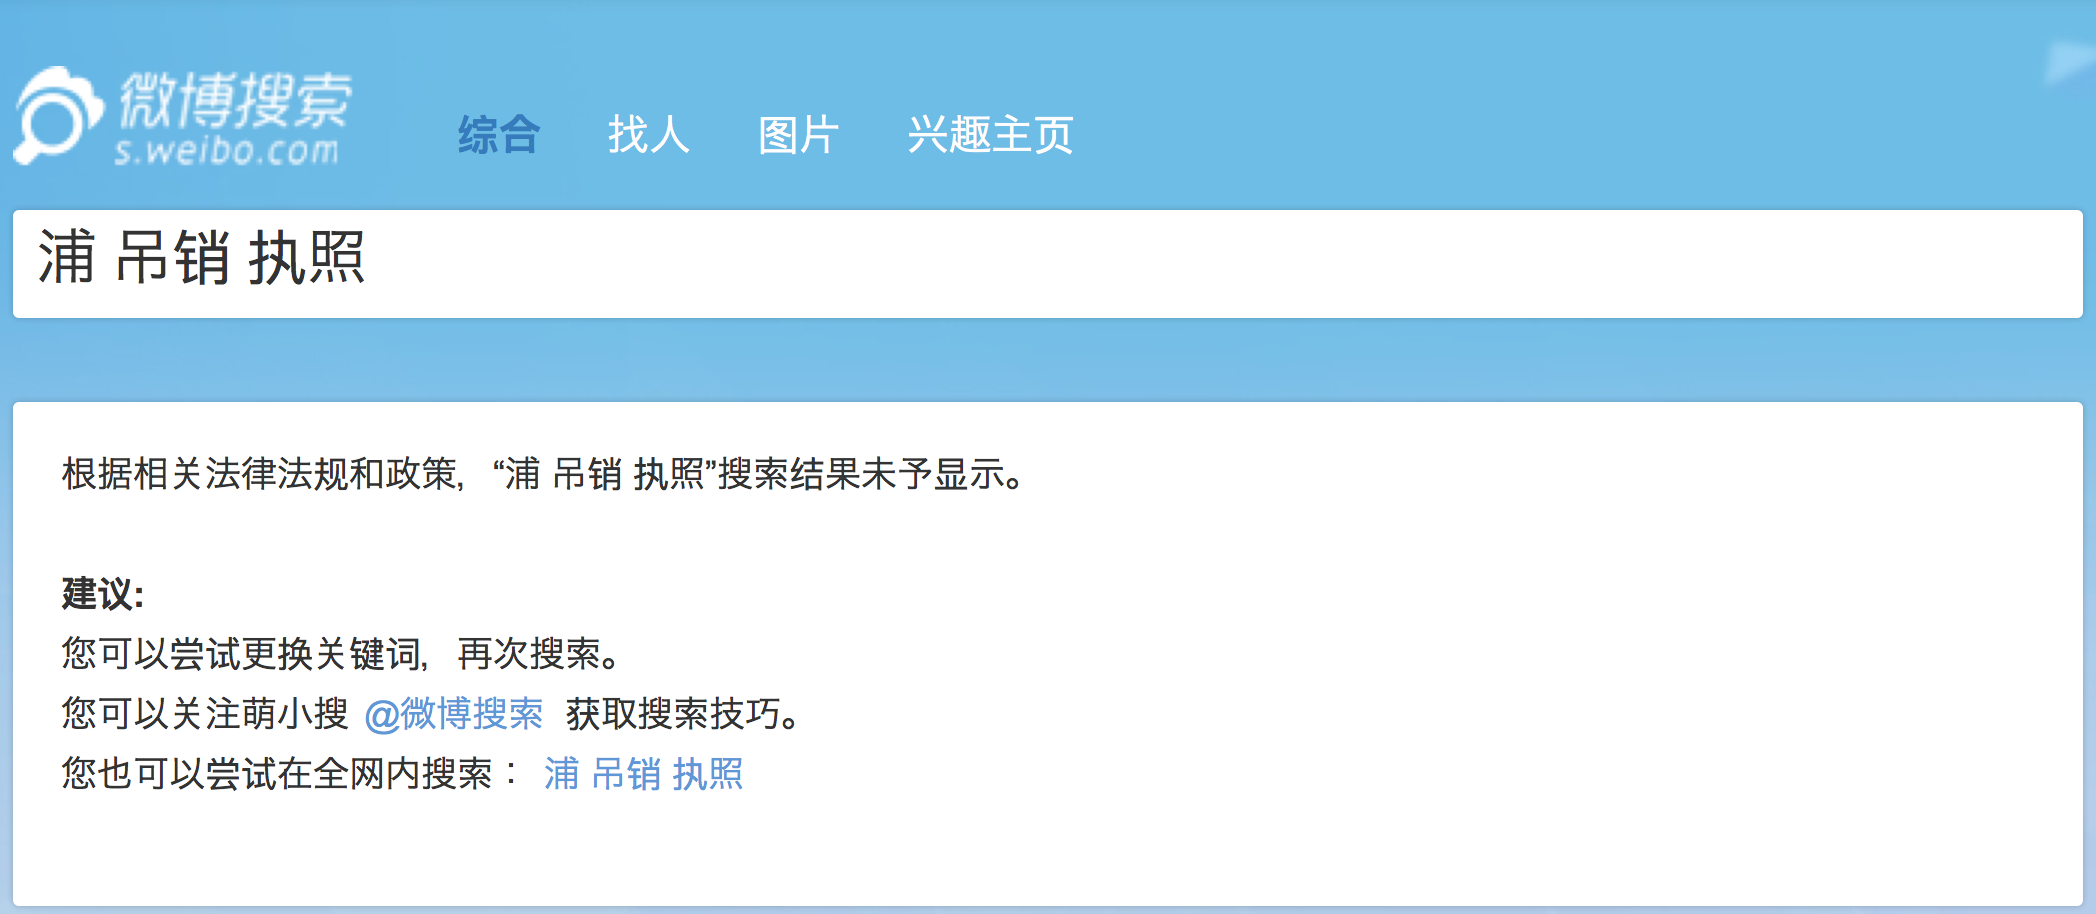 微博搜索
s.weibo.com
综合 找人 图片 兴趣主页
浦 吊销 执照
根据相关法律法规和政策，“浦 吊销 执照”搜索结果未予显示。
建议:
您可以尝试更换关键词，再次搜索。
您可以关注萌小搜 @微博搜索 获取搜索技巧。
您也可以尝试在全网内搜索： 浦 吊销 执照